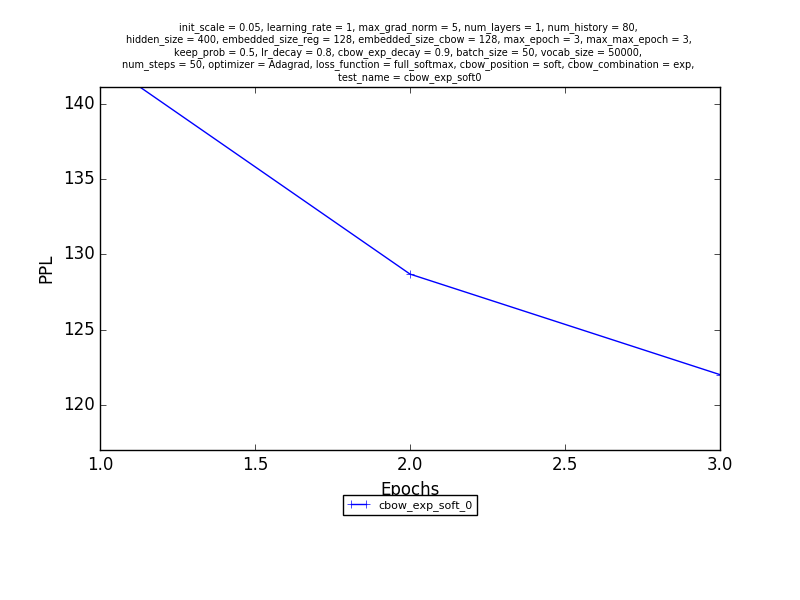 init_scale = 0.05, learning_rate = 1, max_grad_norm = 5, num_layers = 1, num_history = 80,
hidden_size = 400, embedded_size_reg = 128, embedded_size_cbow = 128, max_epoch = 3, max_max_epoch = 3,
keep_prob = 0.5, lr_decay = 0.8, cbow_exp_decay = 0.9, batch_size = 50, vocab_size = 50000,
num_steps = 50, optimizer = Adagrad, loss_function = full_softmax, cbow_position = soft, cbow_combination = exp,
test_name = cbow_exp_soft0
140
135
130
125
120
PPL
1.0 1.5 2.0 2.5 3.0
Epochs
cbow_exp_soft_0